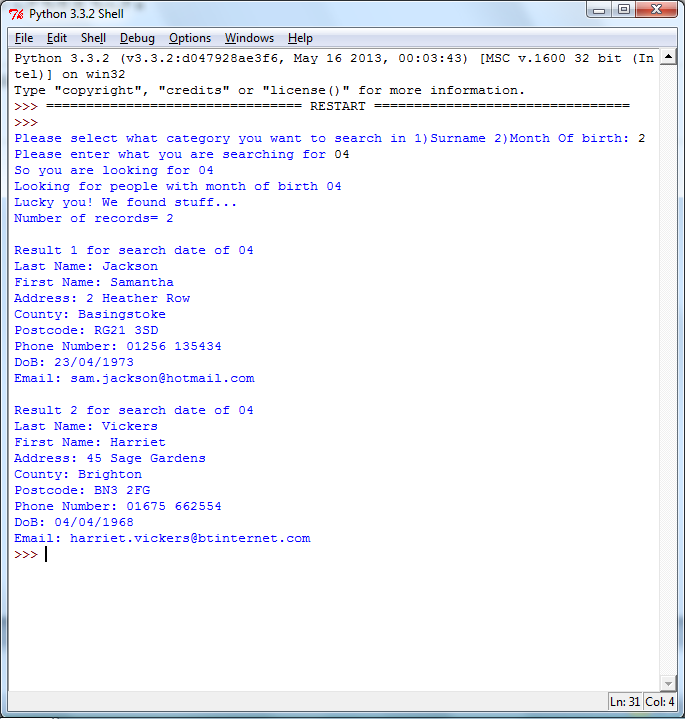 Python 3.3.2 Shell
File Edit Shell Debug Options Windows Help
Python 3.3.2 (v3.3.2:d047928ae3f6, May 16 2013, 00:03:43) [MSC v.1600 32 bit (In
tel)] on win32
Type "copyright", "credits" or "license()" for more information.
>>> ================================ RESTART ================================
>>>
Please select what category you want to search in 1)Surname 2)Month Of birth: 2
Please enter what you are searching for 04
So you are looking for 04
Looking for people with month of birth 04
Lucky you! We found stuff...
Number of records= 2
Result 1 for search date of 04
Last Name: Jackson
First Name: Samantha
Address: 2 Heather Row
County: Basingstoke
Postcode: RG21 3SD
Phone Number: 01256 135434
DoB: 23/04/1973
Email: sam.jackson@hotmail.com
Result 2 for search date of 04
Last Name: Vickers
First Name: Harriet
Address: 45 Sage Gardens
County: Brighton
Postcode: BN3 2FG
Phone Number: 01675 662554
DoB: 04/04/1968
Email: harriet.vickers@btinternet.com
>>>
Ln: 31 Col: 4